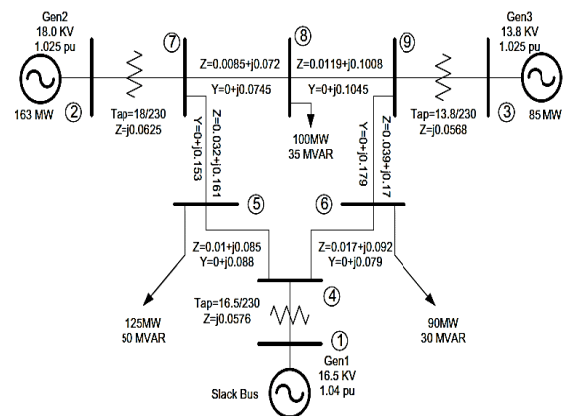 Gen2
18.0 KV
1.025 pu
163 MW
2
Tap=18/230
Z=j0.0625
7
Z=0.0085+j0.072
Y=0+j0.0745
8
Z=0.0119+j0.1008
Y=0+j0.1045
100MW
35 MVAR
9
Tap=13.8/230
Z=j0.0568
3
Gen3
13.8 KV
1.025 pu
85MW
Z=0.032+j0.161
Y=0+j0.153
Z=0.039+j0.17
Y=0+j0.179
5
6
Z=0.01+j0.085
Y=0+j0.088
Z=0.017+j0.092
Y=0+j0.079
125MW
50 MVAR
Tap=16.5/230
Z=j0.0576
4
90MW
30 MVAR
1
Slack Bus
Gen1
16.5 KV
1.04 pu